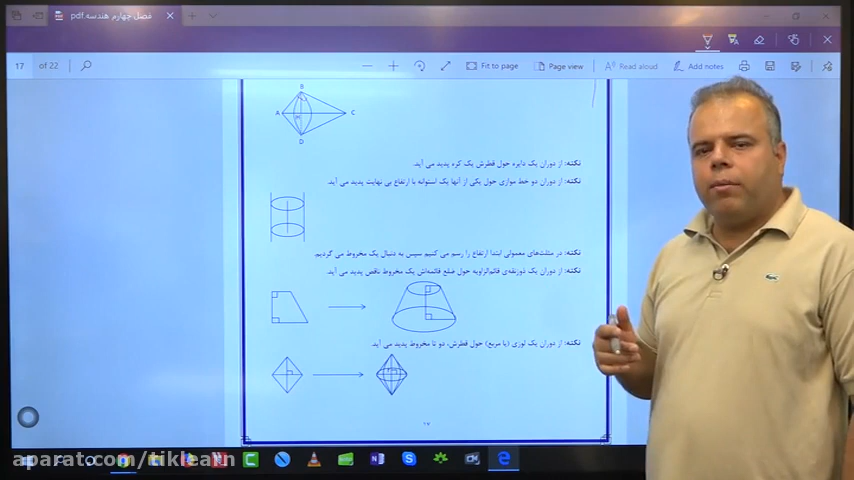 فصل چهارم هندسه.pdf
17 of 22
Fit to page
Page view
Read aloud
Add notes
B
A H C
D
نکته: از دوران یک دایره حول قطرش یک کره پدید می آید.
نکته: از دوران دو خط موازی حول یکی از آنها یک استوانه با ارتفاع بی نهایت پدید می آید.
نکته: در مثلث‌های معمولی ابتدا ارتفاع را رسم می کنیم سپس به دنبال یک مخروط می گردیم.
نکته: از دوران یک ذوزنقه‌ی قائم‌الزاویه حول ضلع قائمه‌اش یک مخروط ناقص پدید می آید.
نکته: از دوران یک لوزی (یا مربع) حول قطرش، دو تا مخروط پدید می آید.
۱۷
aparat.com/tiklearn